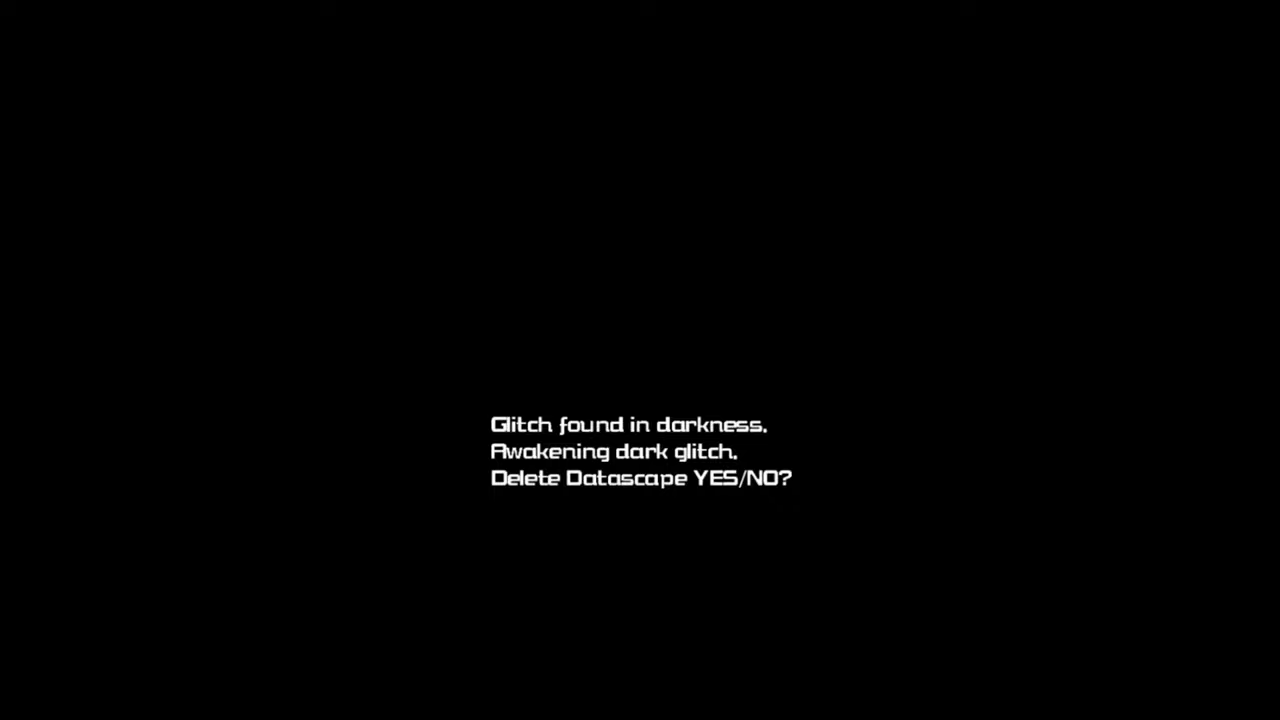 Glitch found in darkness.
Awakening dark glitch.
Delete Datascape YES/NO?